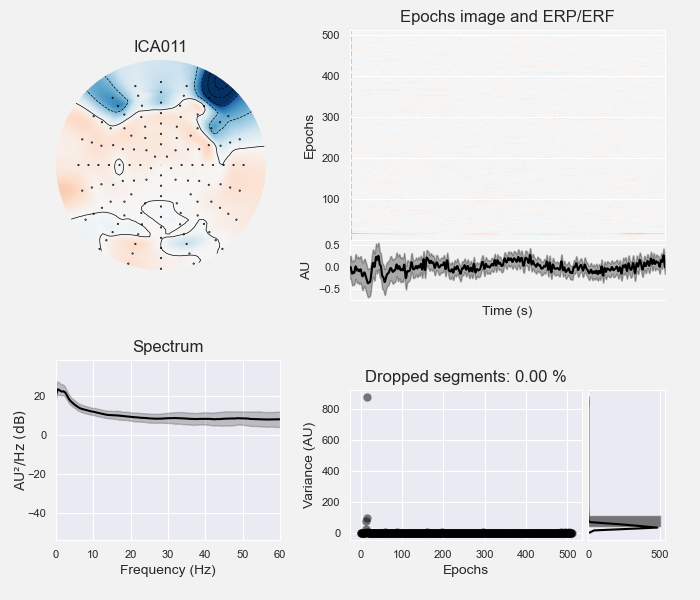 ICA011
Epochs image and ERP/ERF
500
400
300
200
100
Epochs
0.5
0.0
−0.5
AU
Time (s)
Spectrum
20
0
−20
−40
AU²/Hz (dB)
0 10 20 30 40 50 60
Frequency (Hz)
Dropped segments: 0.00 %
800
600
400
200
0
Variance (AU)
0 100 200 300 400 500
Epochs
0 500